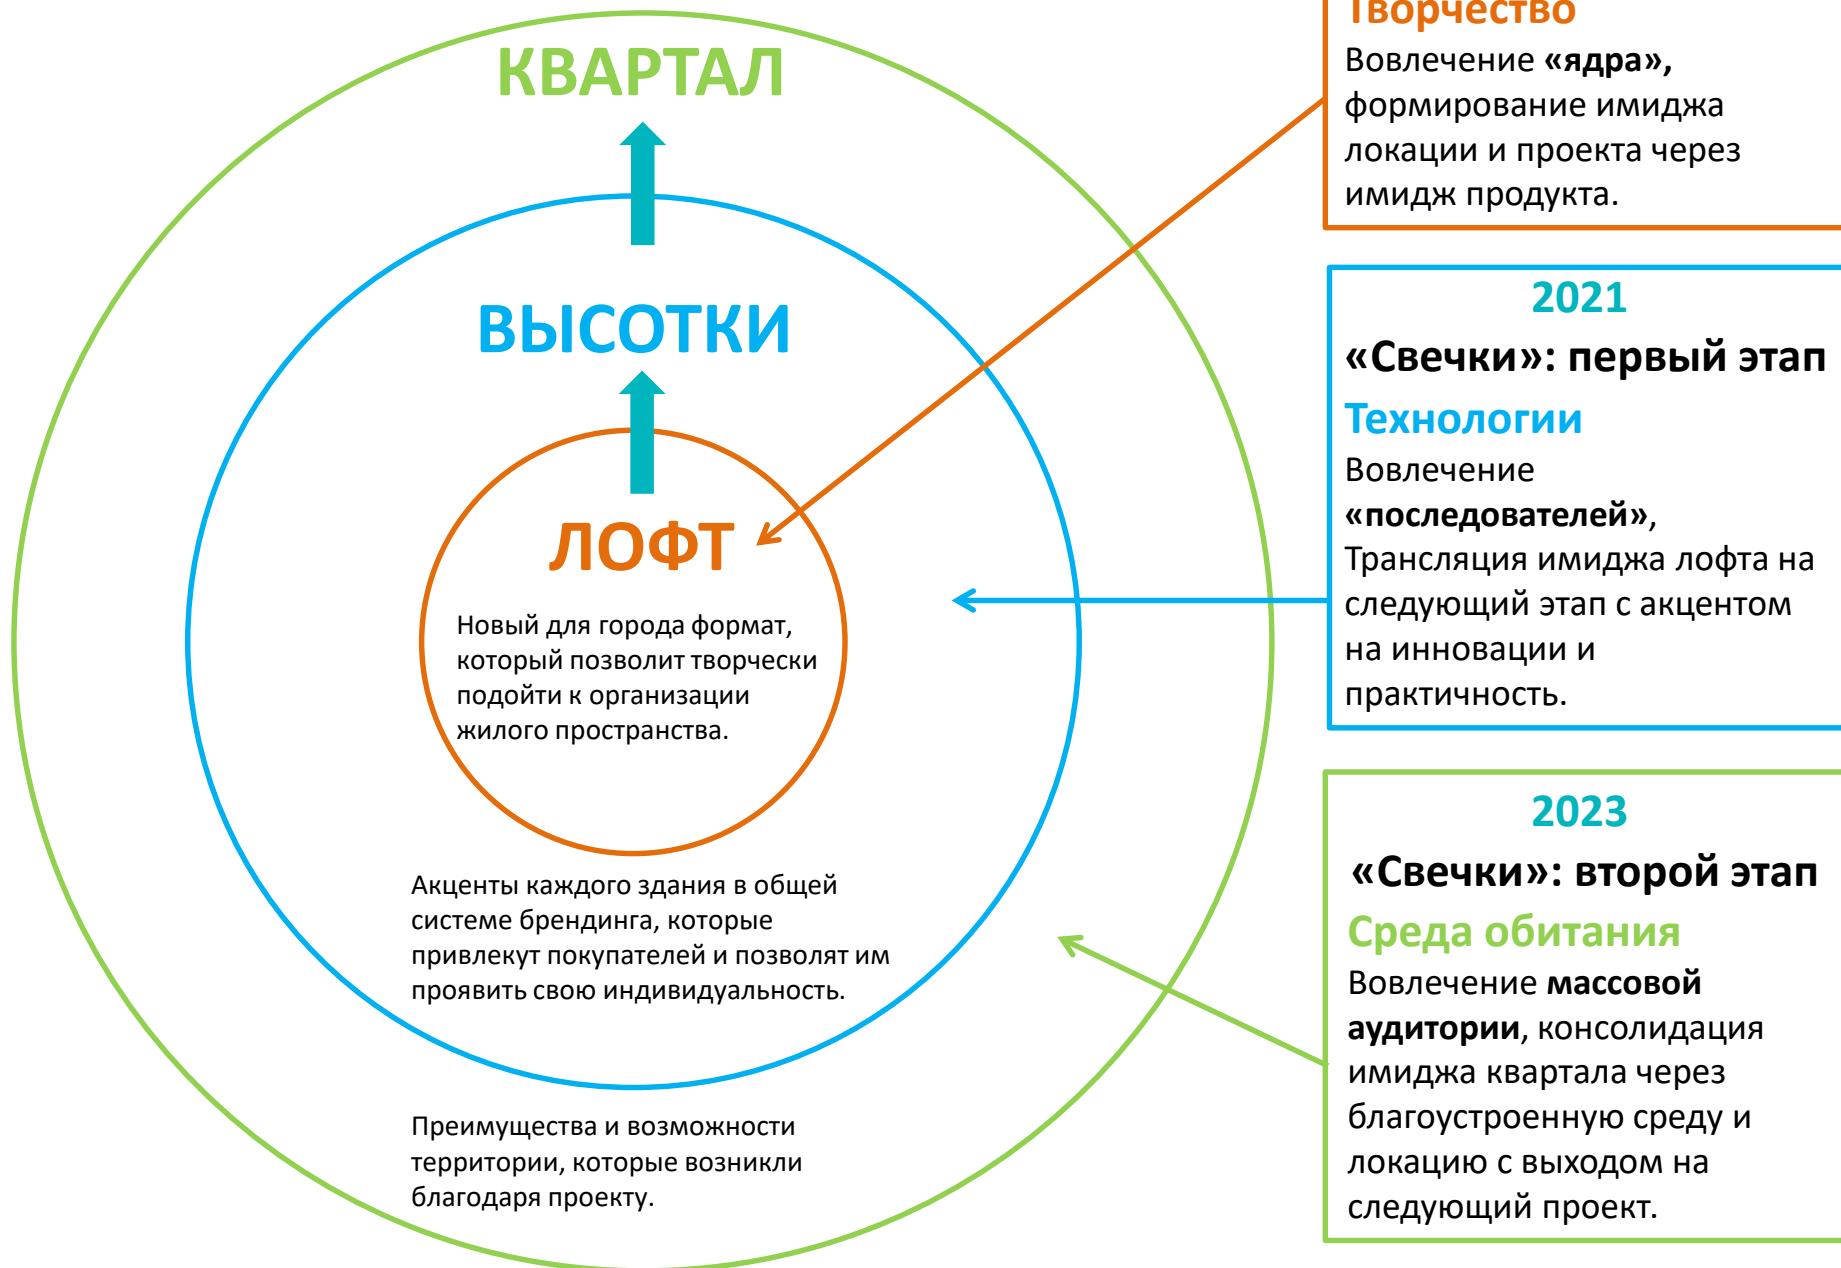 КВАРТАЛ
ВЫСОТКИ
ЛОФТ
Новый для города формат,
который позволит творчески
подойти к организации
жилого пространства.
Акценты каждого здания в общей
системе брендинга, которые
привлекут покупателей и позволят им
проявить свою индивидуальность.
Преимущества и возможности
территории, которые возникли
благодаря проекту.
Творчество
Вовлечение «ядра»,
формирование имиджа
локации и проекта через
имидж продукта.
2021
«Свечки»: первый этап
Технологии
Вовлечение
«последователей»,
Трансляция имиджа лофта на
следующий этап с акцентом
на инновации и
практичность.
2023
«Свечки»: второй этап
Среда обитания
Вовлечение массовой
аудитории, консолидация
имиджа квартала через
благоустроенную среду и
локацию с выходом на
следующий проект.